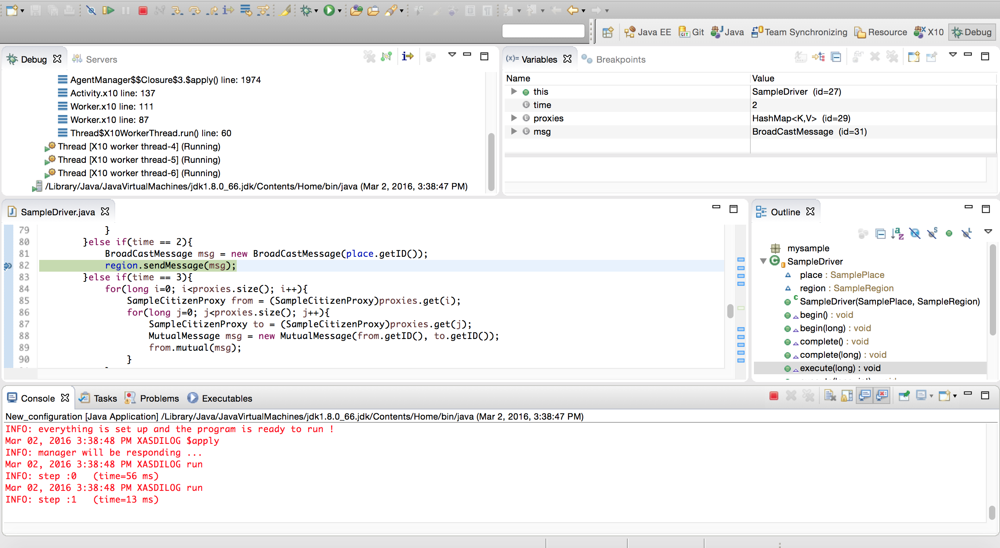 Java EE
Git
Java
Team Synchronizing
Resource
X10
Debug
Debug
Servers
AgentManager$$Closure$3.$apply() line: 1974
Activity.x10 line: 137
Worker.x10 line: 111
Worker.x10 line: 87
Thread$X10WorkerThread.run() line: 60
Thread [X10 worker thread-4] (Running)
Thread [X10 worker thread-5] (Running)
Thread [X10 worker thread-6] (Running)
/Library/Java/JavaVirtualMachines/jdk1.8.0_66.jdk/Contents/Home/bin/java (Mar 2, 2016, 3:38:47 PM)
(x)= Variables
Breakpoints
Name Value
this SampleDriver (id=27)
time 2
proxies HashMap<K,V> (id=29)
msg BroadCastMessage (id=31)
SampleDriver.java
79 }
80 }else if(time == 2){
81 BroadCastMessage msg = new BroadCastMessage(place.getID());
82 region.sendMessage(msg);
83 }else if(time == 3){
84 for(long i=0; i<proxies.size(); i++){
85 SampleCitizenProxy from = (SampleCitizenProxy)proxies.get(i);
86 for(long j=0; j<proxies.size(); j++){
87 SampleCitizenProxy to = (SampleCitizenProxy)proxies.get(j);
88 MutualMessage msg = new MutualMessage(from.getID(), to.getID());
89 from.mutual(msg);
90 }
Outline
mysample
SampleDriver
place : SamplePlace
region : SampleRegion
SampleDriver(SamplePlace, SampleRegion)
begin() : void
begin(long) : void
complete() : void
complete(long) : void
execute(long) : void
Console
Tasks
Problems
Executables
New_configuration [Java Application] /Library/Java/JavaVirtualMachines/jdk1.8.0_66.jdk/Contents/Home/bin/java (Mar 2, 2016, 3:38:47 PM)
INFO: everything is set up and the program is ready to run !
Mar 02, 2016 3:38:48 PM XASDILOG $apply
INFO: manager will be responding ...
Mar 02, 2016 3:38:48 PM XASDILOG run
INFO: step :0 (time=56 ms)
Mar 02, 2016 3:38:48 PM XASDILOG run
INFO: step :1 (time=13 ms)